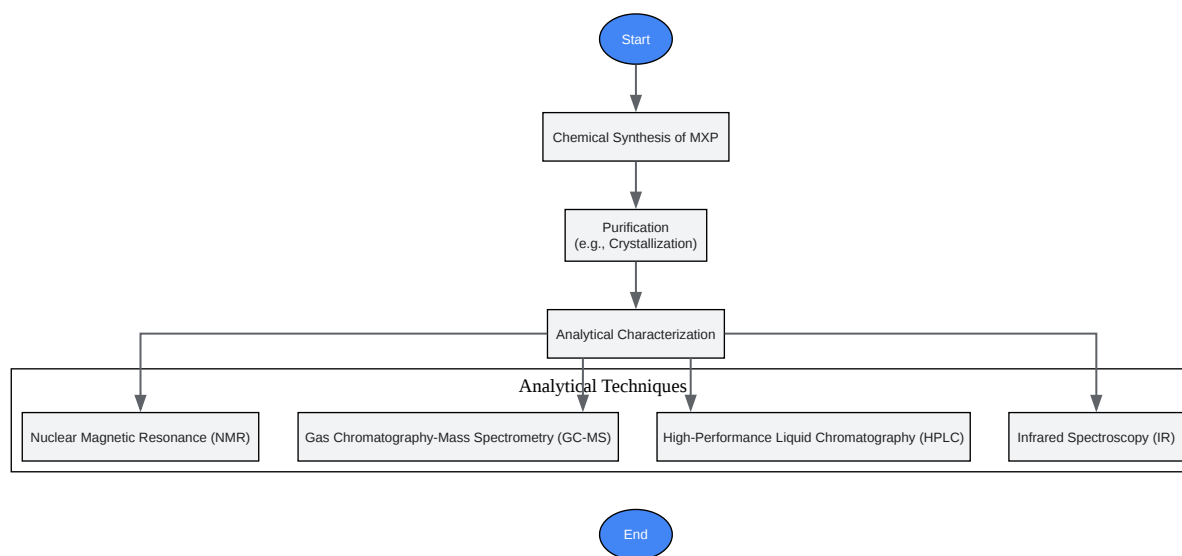 Start
Chemical Synthesis of MXP
Purification
(e.g., Crystallization)
Analytical Characterization
Analytical Techniques
Nuclear Magnetic Resonance (NMR)
Gas Chromatography-Mass Spectrometry (GC-MS)
High-Performance Liquid Chromatography (HPLC)
Infrared Spectroscopy (IR)
End